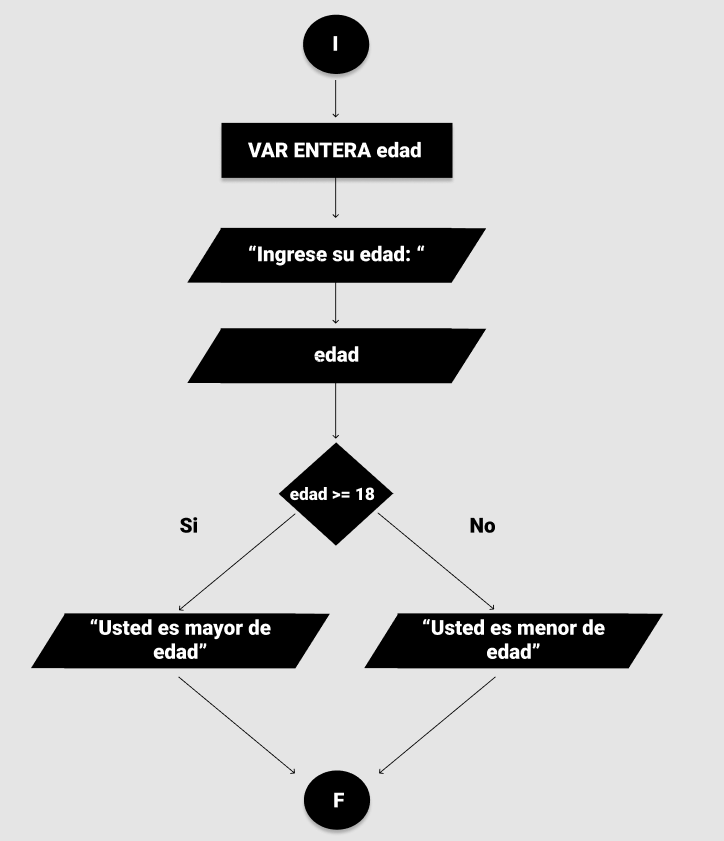 I
VAR ENTERA edad
“Ingrese su edad: “
edad
edad >= 18
Si
No
“Usted es mayor de
edad”
“Usted es menor de
edad”
F